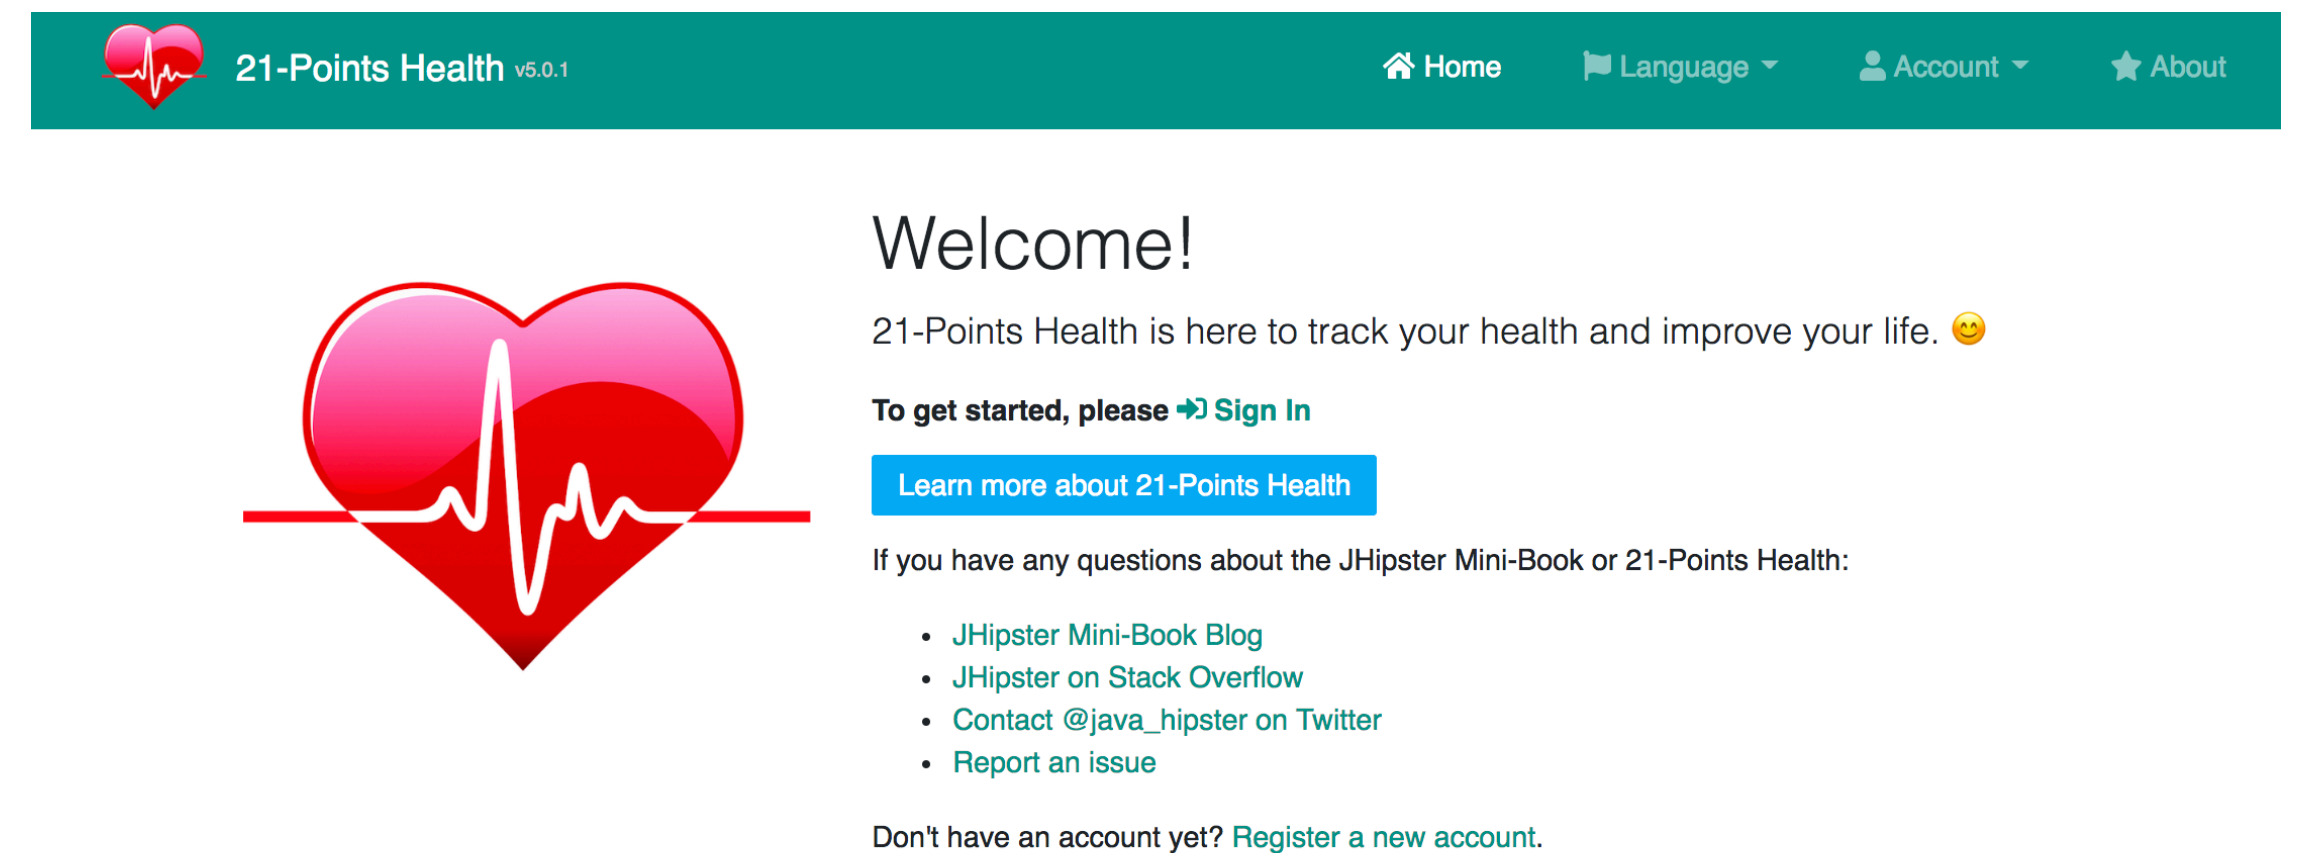 21-Points Health v5.0.1 Home Language Account About
Welcome!
21-Points Health is here to track your health and improve your life. 😊
To get started, please Sign In
Learn more about 21-Points Health
If you have any questions about the JHipster Mini-Book or 21-Points Health:
• JHipster Mini-Book Blog
• JHipster on Stack Overflow
• Contact @java_hipster on Twitter
• Report an issue
Don't have an account yet? Register a new account.